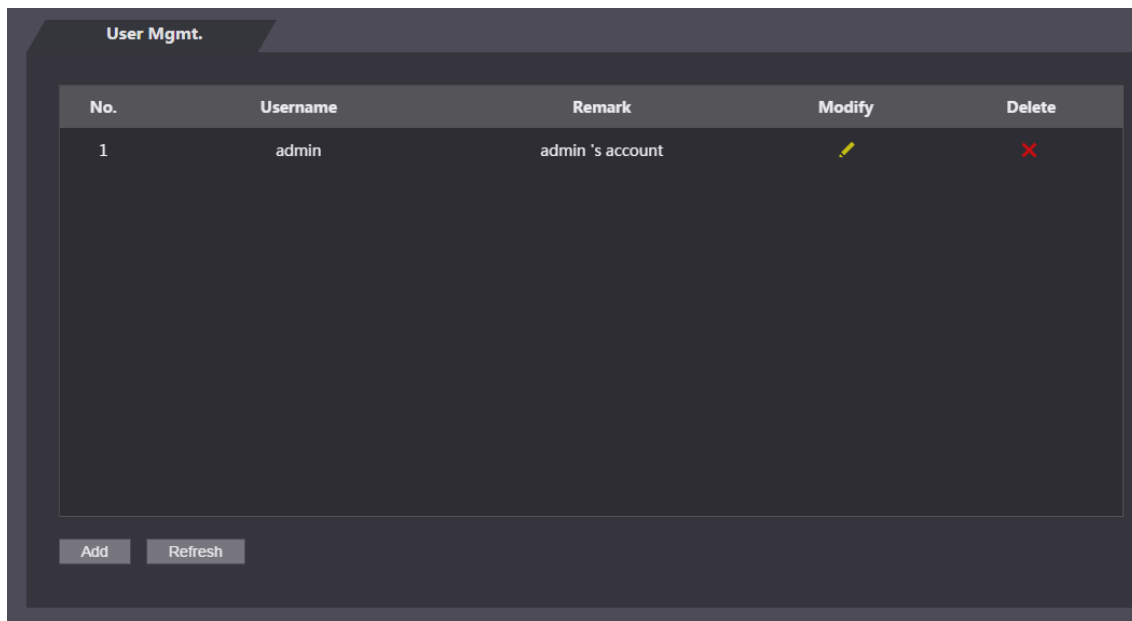 User Mgmt.
No. Username Remark Modify Delete
1 admin admin 's account
Add Refresh